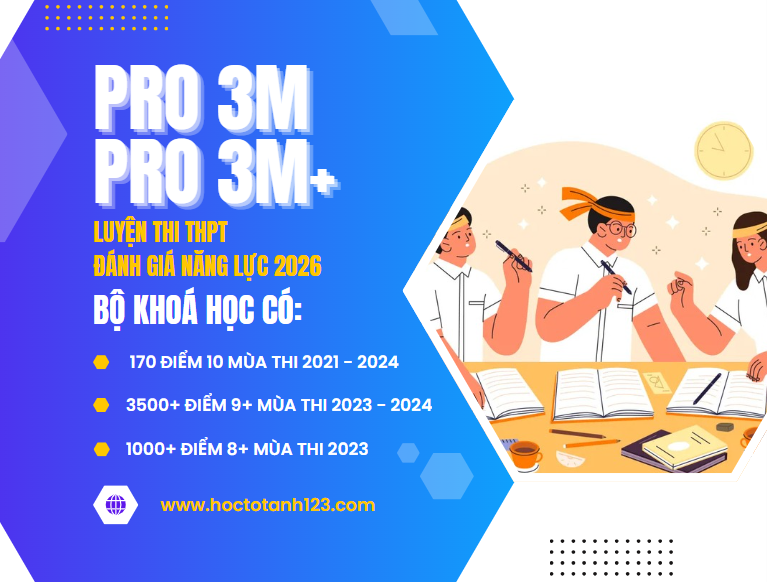 PRO 3M
PRO 3M+
LUYỆN THI THPT
ĐÁNH GIÁ NĂNG LỰC 2026
BỘ KHOÁ HỌC CÓ:
170 ĐIỂM 10 MÙA THI 2021 - 2024
3500+ ĐIỂM 9+ MÙA THI 2023 - 2024
1000+ ĐIỂM 8+ MÙA THI 2023
www.hoctotanh123.com